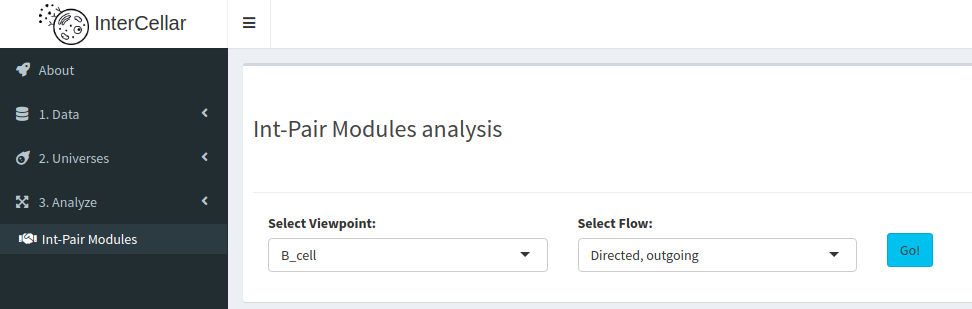 InterCellar
About
1. Data
2. Universes
3. Analyze
Int-Pair Modules
Int-Pair Modules analysis
Select Viewpoint: Select Flow:
B_cell Directed, outgoing Go!